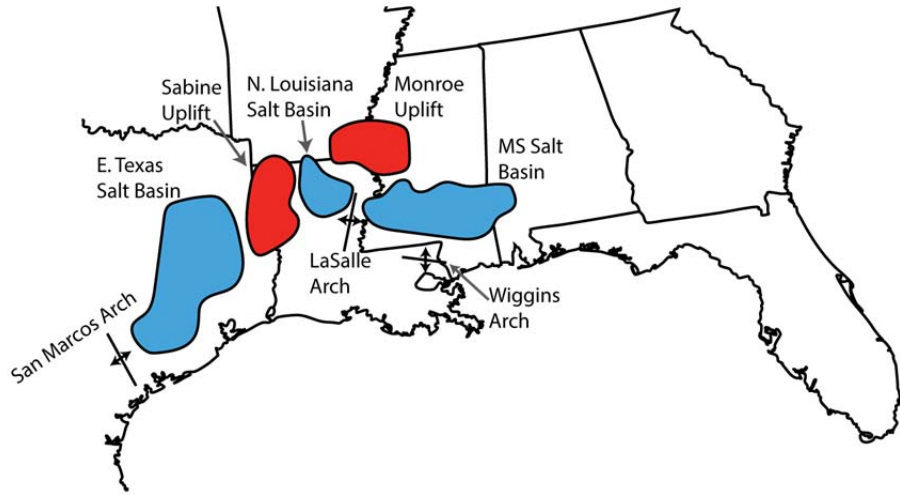 Sabine
Uplift
N. Louisiana
Salt Basin
Monroe
Uplift
E. Texas
Salt Basin
MS Salt
Basin
LaSalle
Arch
Wiggins
Arch
San Marcos Arch